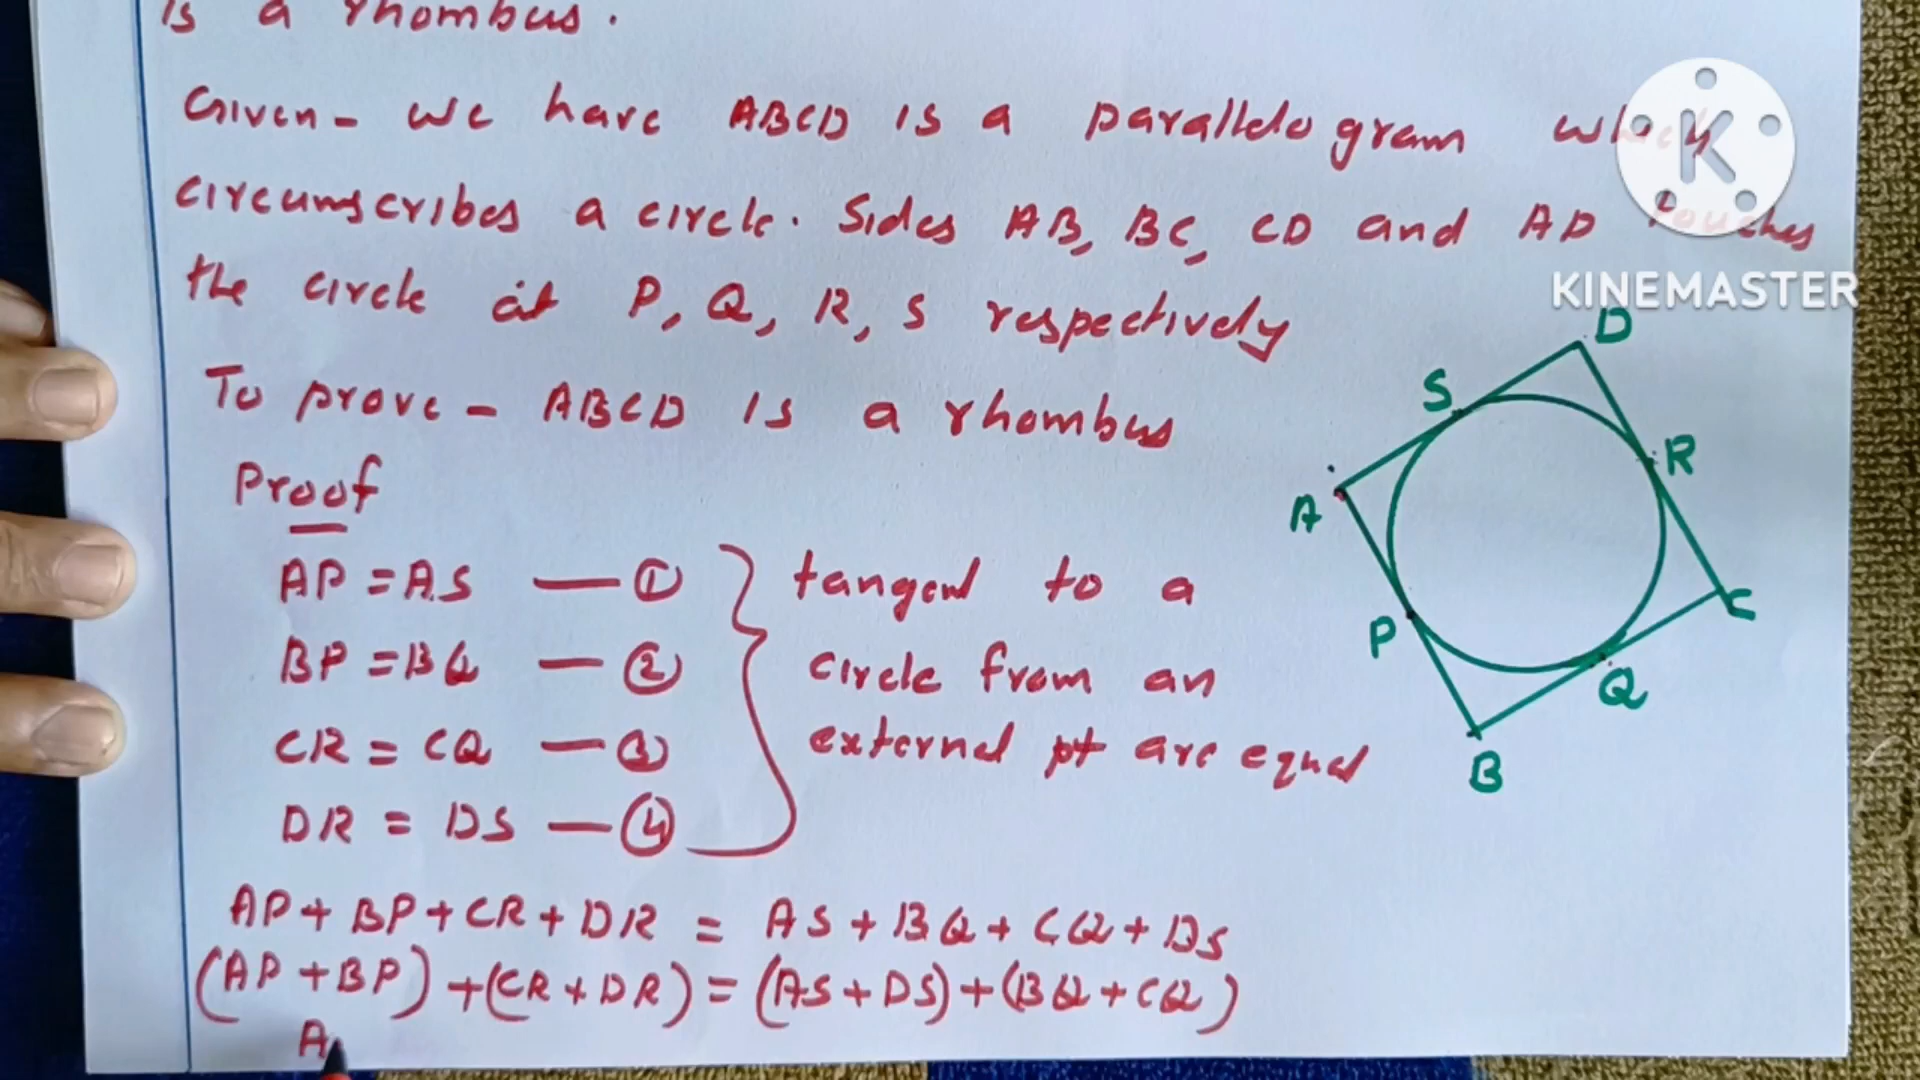 is a rhombus.
Given - We have ABCD is a parallelogram which
circumscribes a circle. Sides AB, BC, CD and AD touches
the circle at P, Q, R, S respectively
To prove - ABCD is a rhombus
Proof
AP = AS — ①
BP = BQ — ②
CR = CQ — ③
DR = DS — ④
tangent to a
circle from an
external pt are equal
AP + BP + CR + DR = AS + BQ + CQ + DS
(AP + BP) + (CR + DR) = (AS + DS) + (BQ + CQ)
A
K
KINEMASTER
D
S
R
A
C
P
Q
B